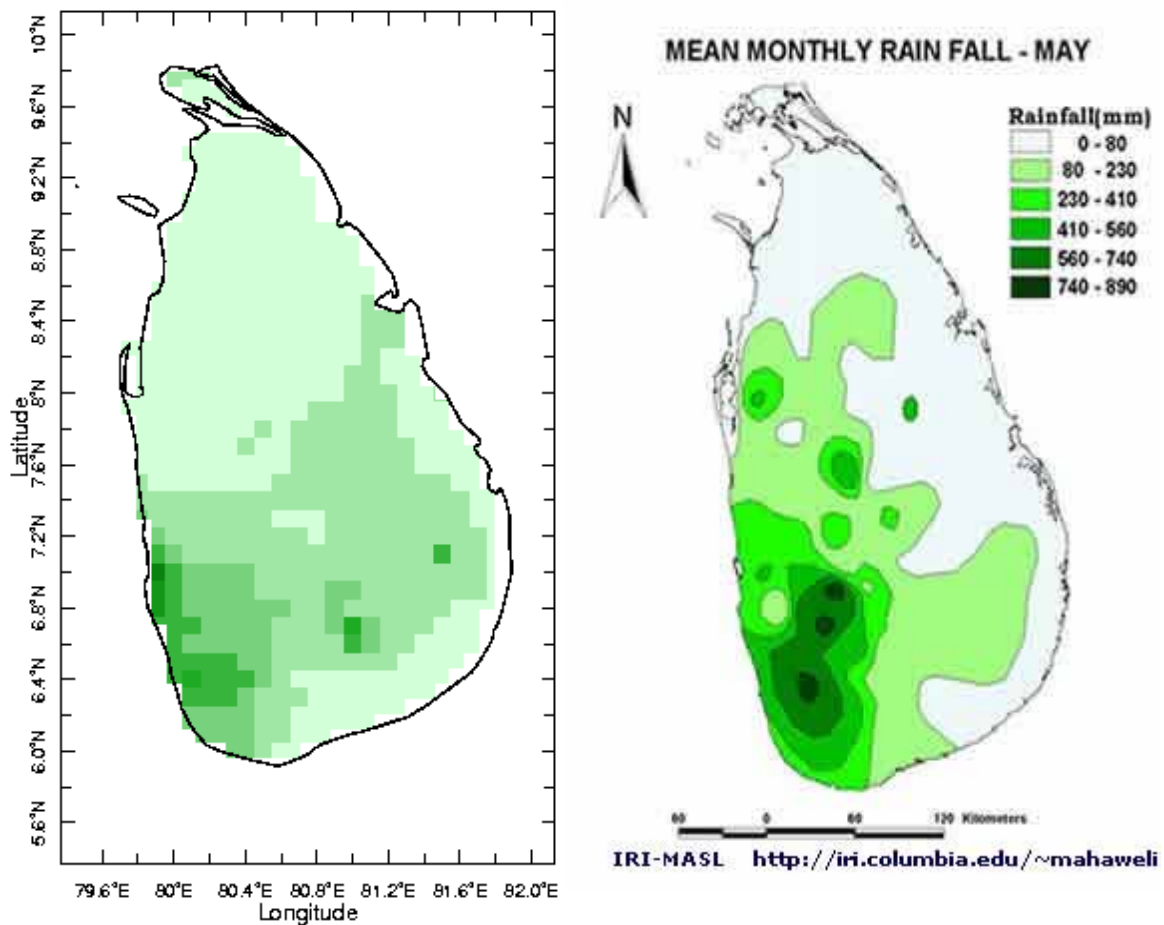 10°N
9.6°N
9.2°N
8.8°N
8.4°N
8°N
7.6°N
7.2°N
6.8°N
6.4°N
6.0°N
5.6°N
Latitude
79.6°E 80°E 80.4°E 80.8°E 81.2°E 81.6°E 82.0°E
Longitude
MEAN MONTHLY RAIN FALL - MAY
N
Rainfall(mm)
0 - 80
80 - 230
230 - 410
410 - 560
560 - 740
740 - 890
60 0 60 120 Kilometers
IRI-MASL http://iri.columbia.edu/~mahaweli